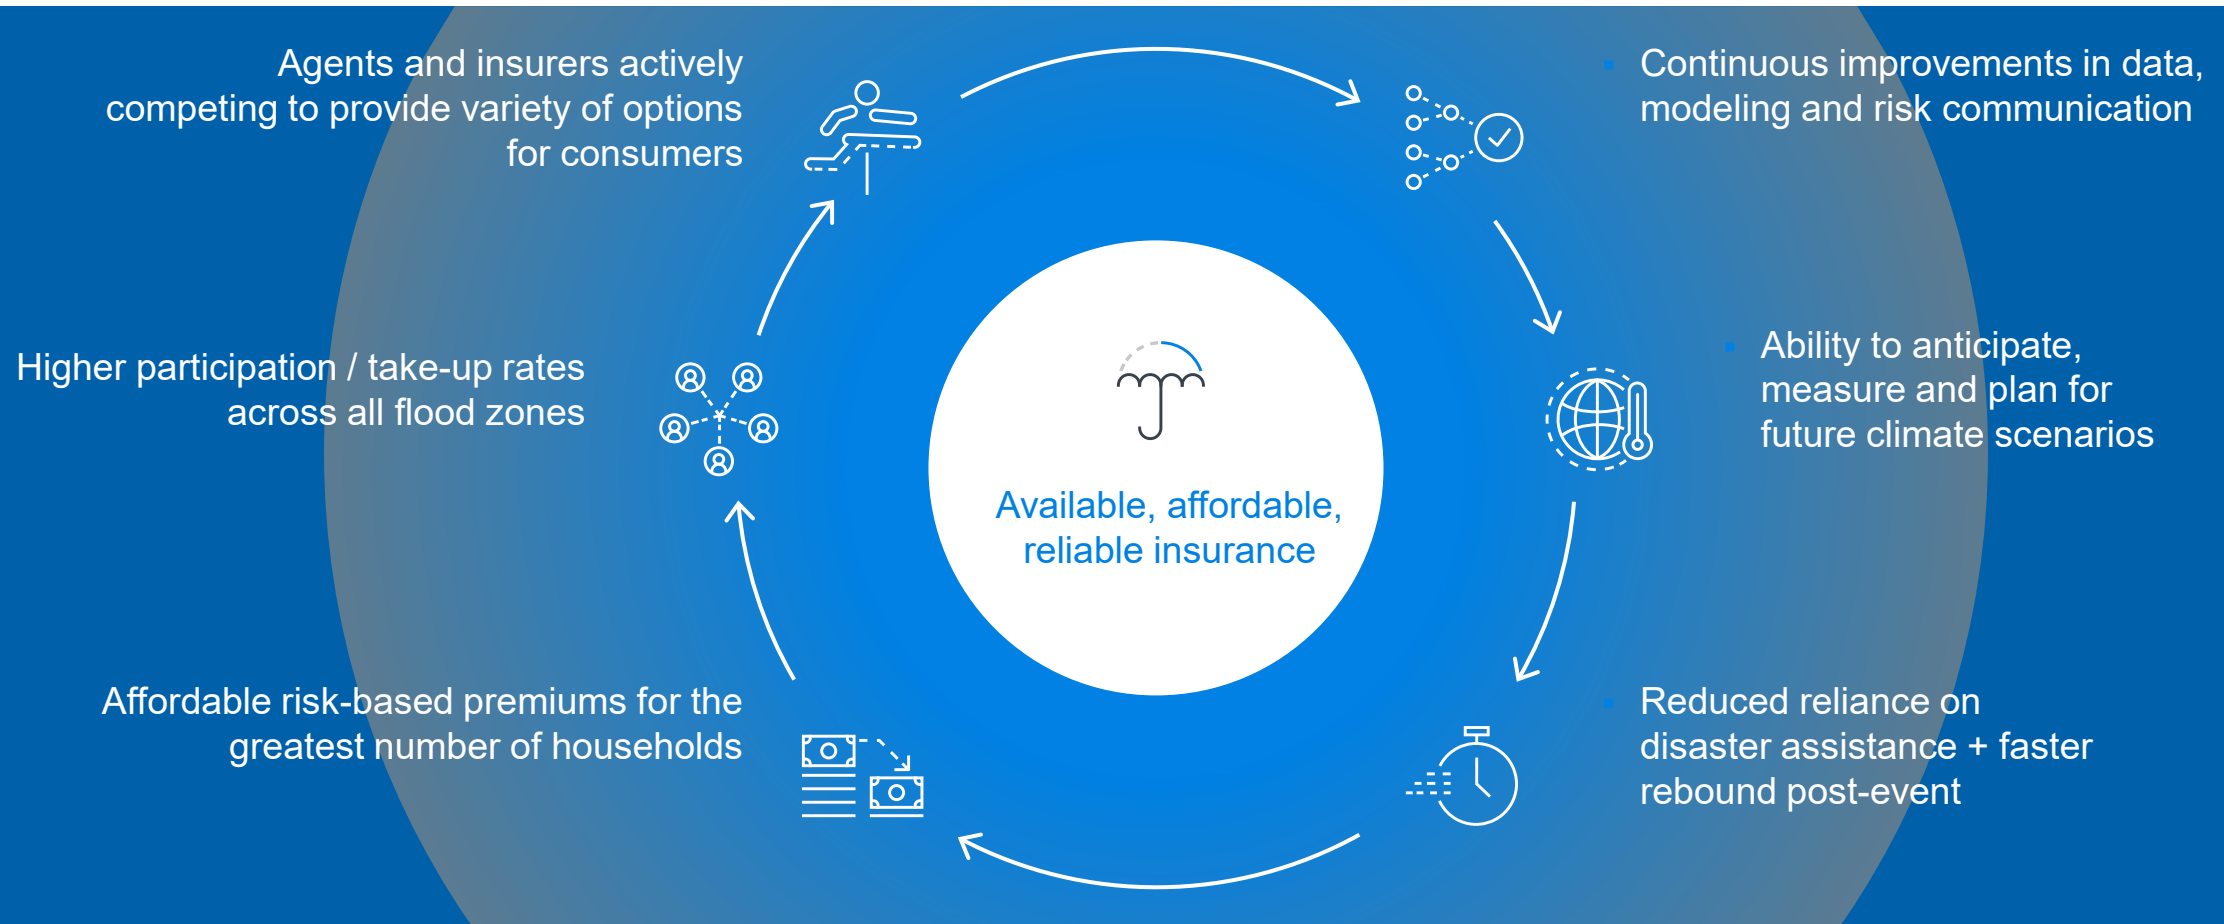 Agents and insurers actively
competing to provide variety of options
for consumers
Continuous improvements in data,
modeling and risk communication
Higher participation / take-up rates
across all flood zones
Ability to anticipate,
measure and plan for
future climate scenarios
Available, affordable,
reliable insurance
Affordable risk-based premiums for the
greatest number of households
Reduced reliance on
disaster assistance + faster
rebound post-event